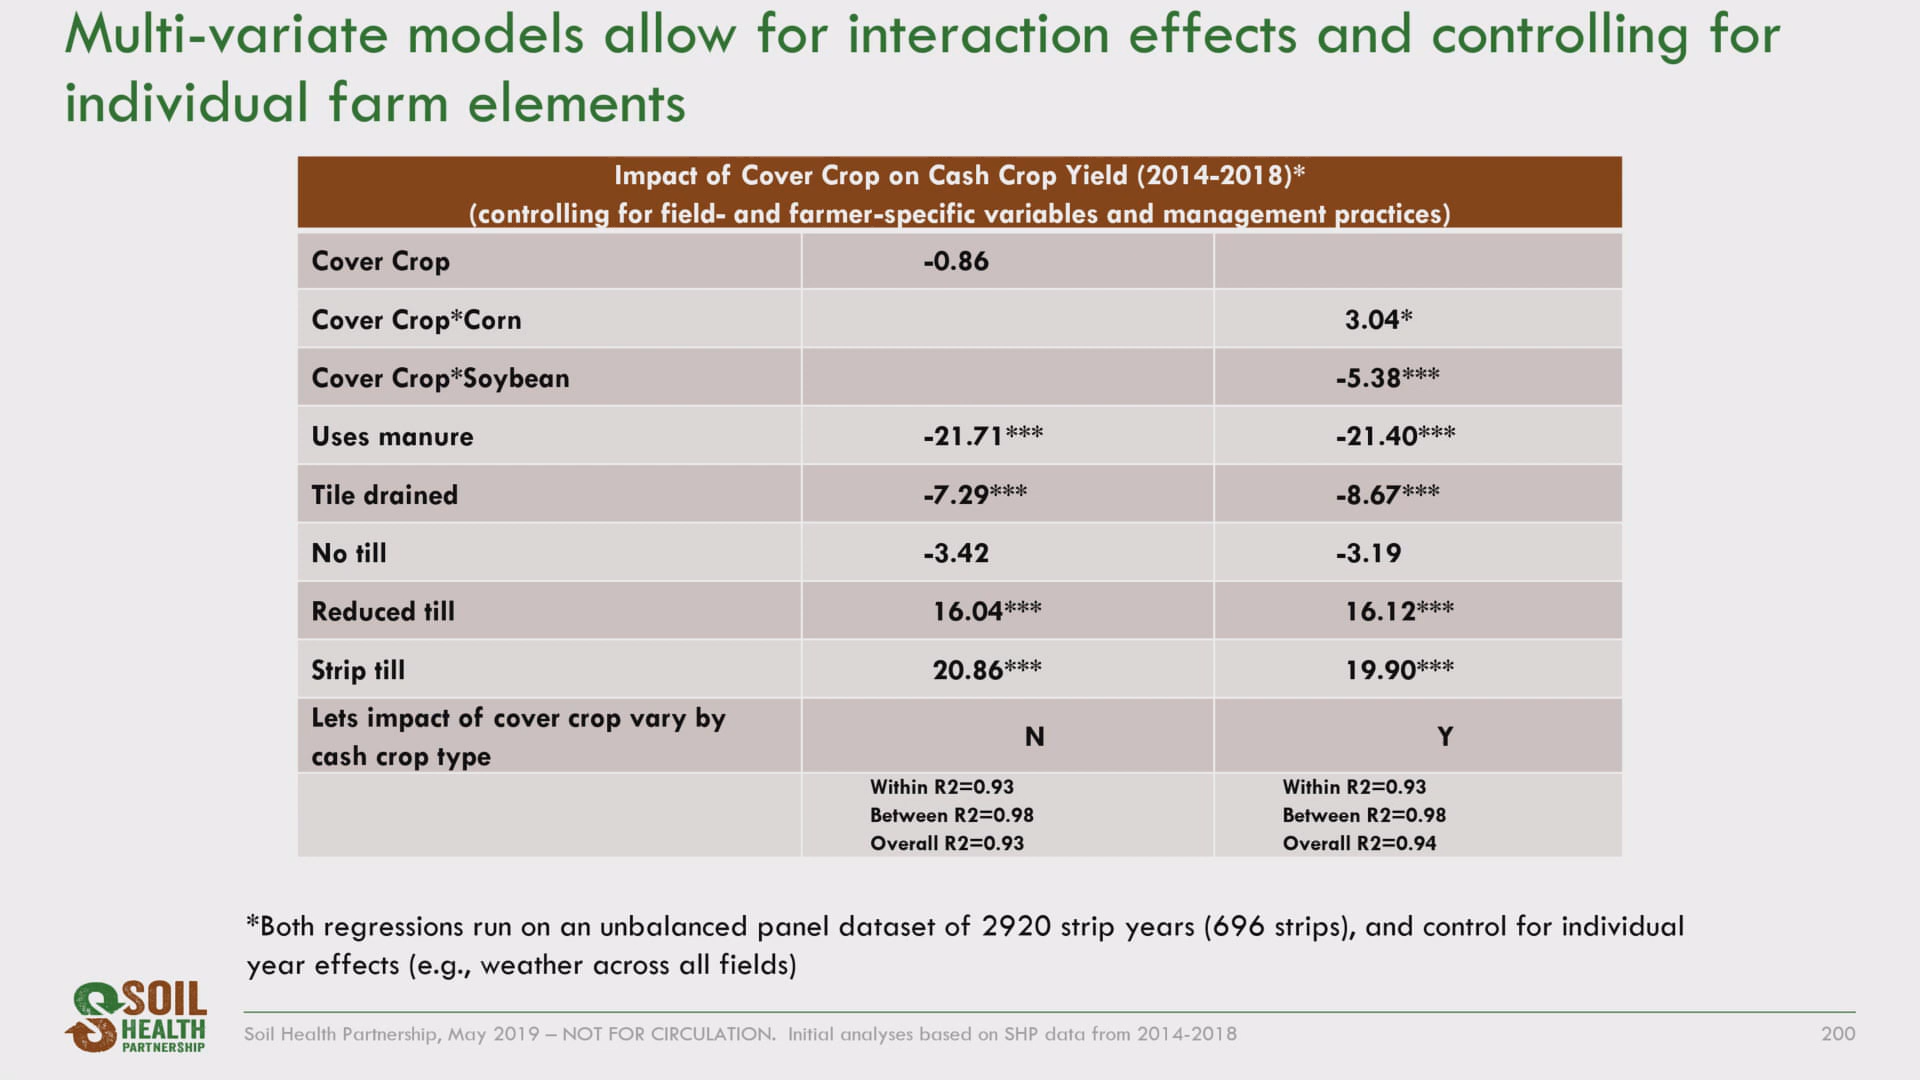 Multi-variate models allow for interaction effects and controlling for
individual farm elements
Impact of Cover Crop on Cash Crop Yield (2014-2018)*
(controlling for field- and farmer-specific variables and management practices)
Cover Crop -0.86
Cover Crop*Corn 3.04*
Cover Crop*Soybean -5.38***
Uses manure -21.71*** -21.40***
Tile drained -7.29*** -8.67***
No till -3.42 -3.19
Reduced till 16.04*** 16.12***
Strip till 20.86*** 19.90***
Lets impact of cover crop vary by
cash crop type N Y
Within R2=0.93 Within R2=0.93
Between R2=0.98 Between R2=0.98
Overall R2=0.93 Overall R2=0.94
*Both regressions run on an unbalanced panel dataset of 2920 strip years (696 strips), and control for individual
year effects (e.g., weather across all fields)
SOIL
HEALTH
PARTNERSHIP
Soil Health Partnership, May 2019 – NOT FOR CIRCULATION. Initial analyses based on SHP data from 2014-2018 200